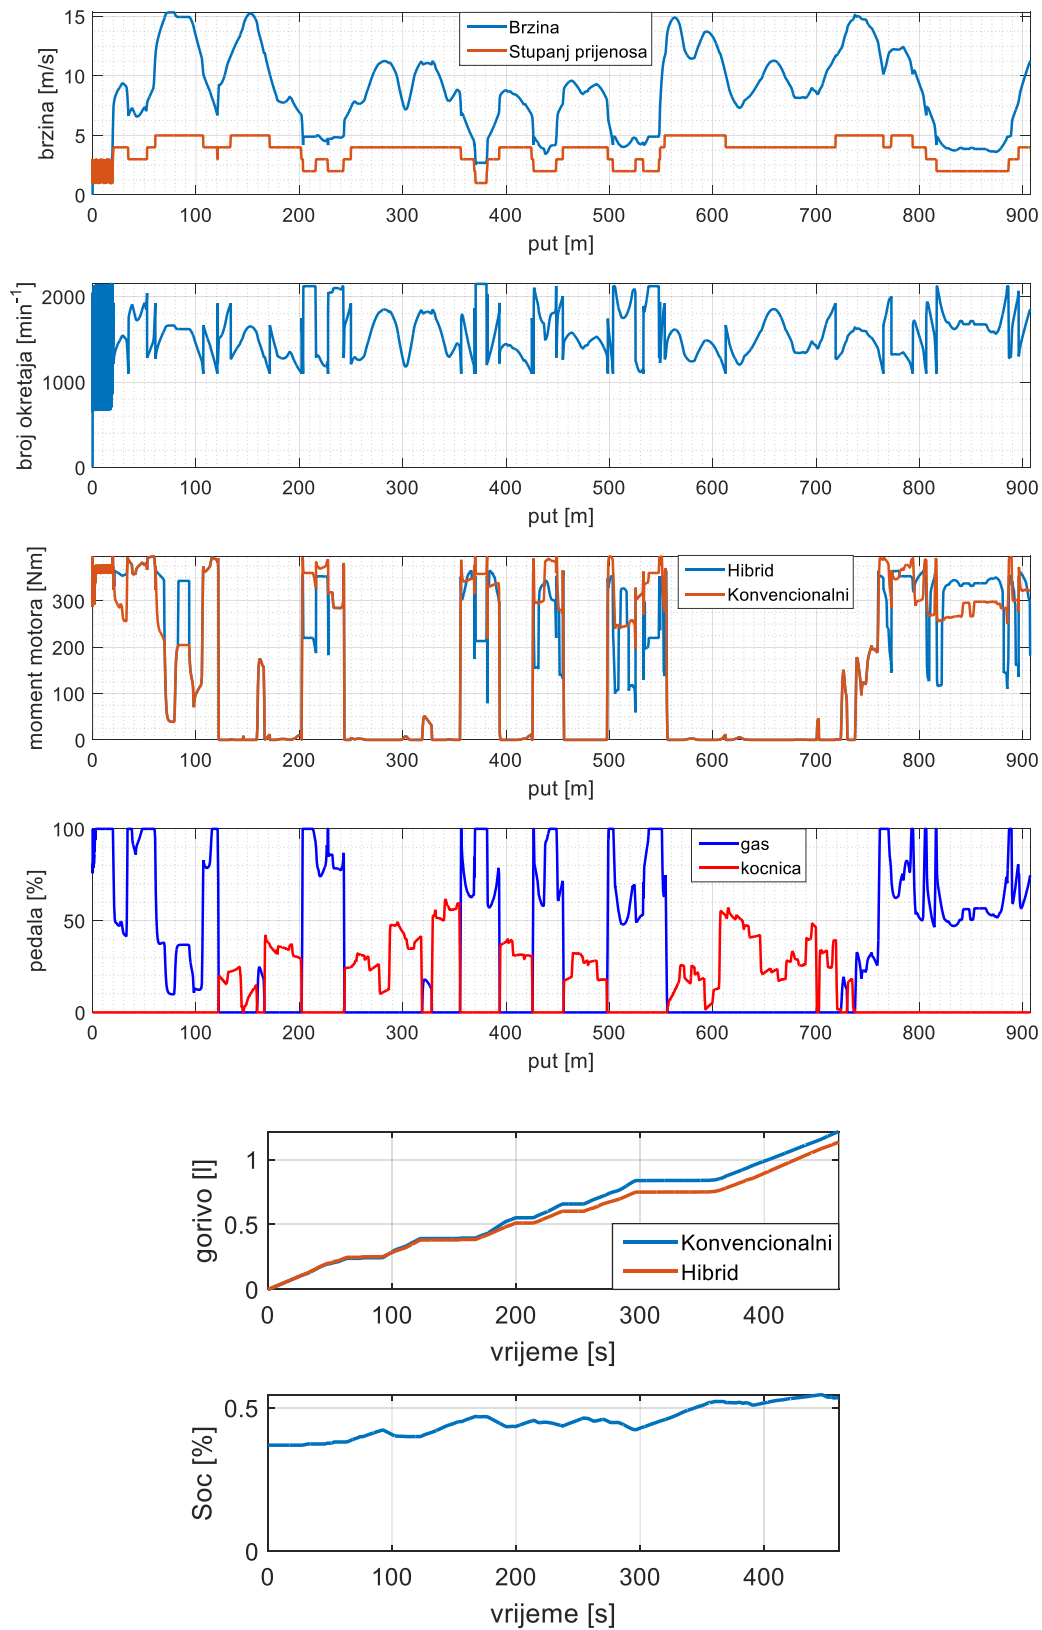 brzina [m/s]
15
10
5
0
Brzina
Stupanj prijenosa
0 100 200 300 400 500 600 700 800 900
put [m]
broj okretaja [min⁻¹]
2000
1000
0
0 100 200 300 400 500 600 700 800 900
put [m]
moment motora [Nm]
300
200
100
0
Hibrid
Konvencionalni
0 100 200 300 400 500 600 700 800 900
put [m]
pedala [%]
100
50
0
gas
kocnica
0 100 200 300 400 500 600 700 800 900
put [m]
gorivo [l]
1
0.5
0
Konvencionalni
Hibrid
0 100 200 300 400
vrijeme [s]
Soc [%]
0.5
0
0 100 200 300 400
vrijeme [s]